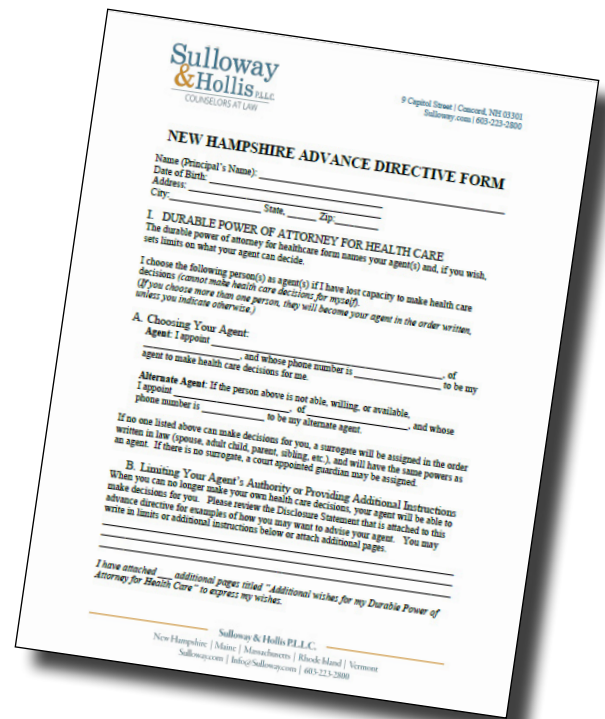 Sulloway
&Hollis P.L.L.C.
COUNSELORS AT LAW
9 Capitol Street | Concord, NH 03301
Sulloway.com | 603-223-2800
NEW HAMPSHIRE ADVANCE DIRECTIVE FORM
Name (Principal's Name): ____________
Date of Birth: ____________
Address: ____________
City: ____________ State, ______ Zip: ________
I. DURABLE POWER OF ATTORNEY FOR HEALTH CARE
The durable power of attorney for healthcare form names your agent(s) and, if you wish,
sets limits on what your agent can decide.
I choose the following person(s) as agent(s) if I have lost capacity to make health care
decisions (cannot make health care decisions for myself).
(If you choose more than one person, they will become your agent in the order written,
unless you indicate otherwise.)
A. Choosing Your Agent:
Agent: I appoint ____________, of
____________, and whose phone number is ____________ to be my
agent to make health care decisions for me.
Alternate Agent: If the person above is not able, willing, or available,
I appoint ____________, of ____________, and whose
phone number is ____________ to be my alternate agent.
If no one listed above can make decisions for you, a surrogate will be assigned in the order
written in law (spouse, adult child, parent, sibling, etc.), and will have the same powers as
an agent. If there is no surrogate, a court appointed guardian may be assigned.
B. Limiting Your Agent's Authority or Providing Additional Instructions
When you can no longer make your own health care decisions, your agent will be able to
make decisions for you. Please review the Disclosure Statement that is attached to this
advance directive for examples of how you may want to advise your agent. You may
write in limits or additional instructions below or attach additional pages.
I have attached ___ additional pages titled "Additional wishes for my Durable Power of
Attorney for Health Care" to express my wishes.
Sulloway & Hollis P.L.L.C.
New Hampshire | Maine | Massachusetts | Rhode Island | Vermont
Sulloway.com | Info@Sulloway.com | 603-223-2800